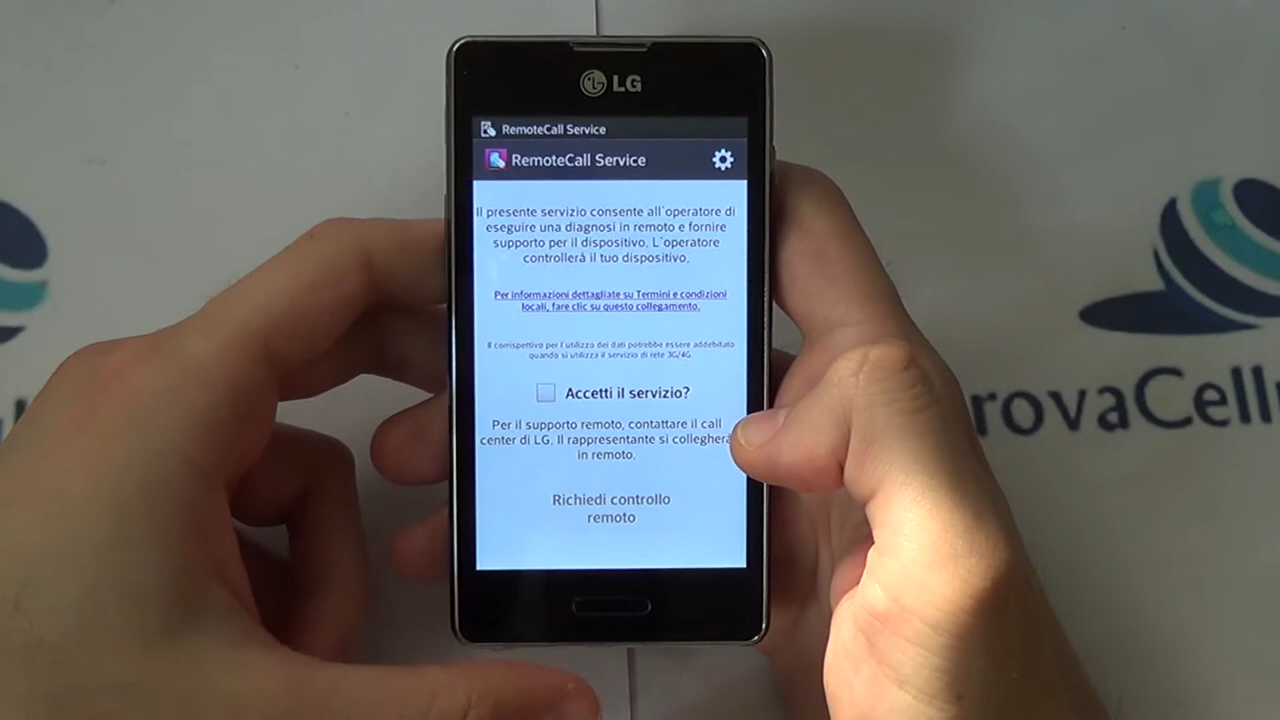 LG
RemoteCall Service
RemoteCall Service
Il presente servizio consente all'operatore di
eseguire una diagnosi in remoto e fornire
supporto per il dispositivo. L'operatore
controllerà il tuo dispositivo.
Per informazioni dettagliate su Termini e condizioni
locali, fare clic su questo collegamento.
Il corrispettivo per l'utilizzo dei dati potrebbe essere addebitato
quando si utilizza il servizio di rete 3G/4G
Accetti il servizio?
Per il supporto remoto, contattare il call
center di LG. Il rappresentante si collegherà
in remoto.
Richiedi controllo
remoto
rovaCell